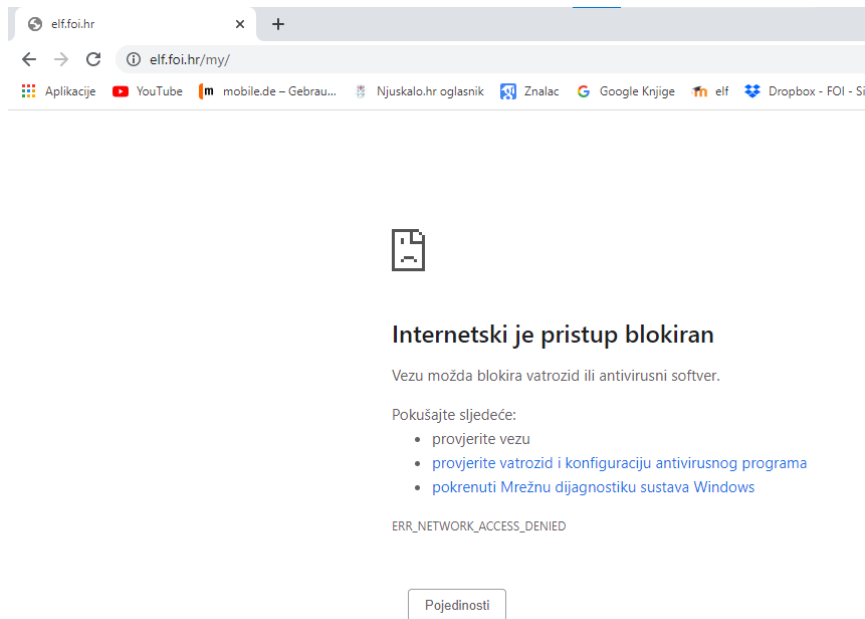 elf.foi.hr
elf.foi.hr/my/
Aplikacije YouTube mobile.de – Gebrau... Njuskalo.hr oglasnik Znalac Google Knjige elf Dropbox - FOI - Si
Internetski je pristup blokiran
Vezu možda blokira vatrozid ili antivirusni softver.
Pokušajte sljedeće:
• provjerite vezu
• provjerite vatrozid i konfiguraciju antivirusnog programa
• pokrenuti Mrežnu dijagnostiku sustava Windows
ERR_NETWORK_ACCESS_DENIED
Pojedinosti